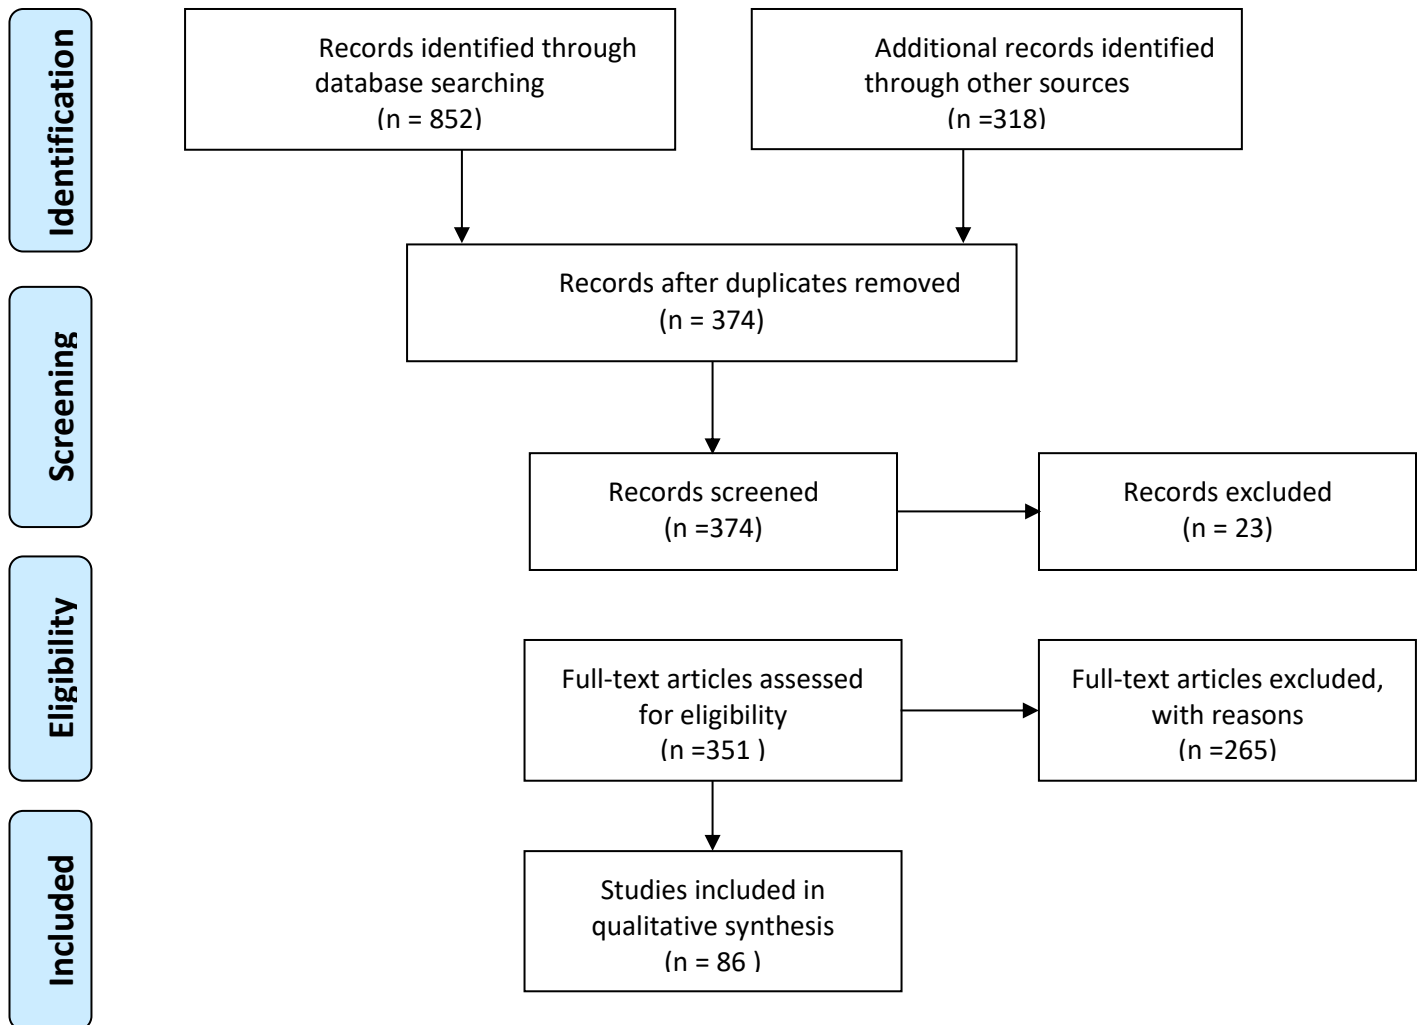 Identification
Records identified through
database searching
(n = 852)
Additional records identified
through other sources
(n =318)
Records after duplicates removed
(n = 374)
Screening
Records screened
(n =374)
Records excluded
(n = 23)
Eligibility
Full-text articles assessed
for eligibility
(n =351 )
Full-text articles excluded,
with reasons
(n =265)
Included
Studies included in
qualitative synthesis
(n = 86 )